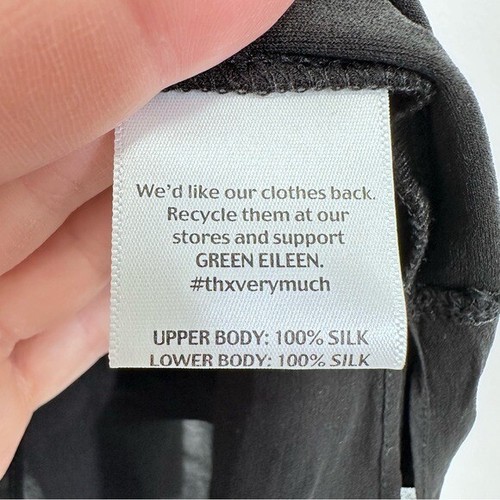 We'd like our clothes back.
Recycle them at our
stores and support
GREEN EILEEN.
#thxverymuch
UPPER BODY: 100% SILK
LOWER BODY: 100% SILK